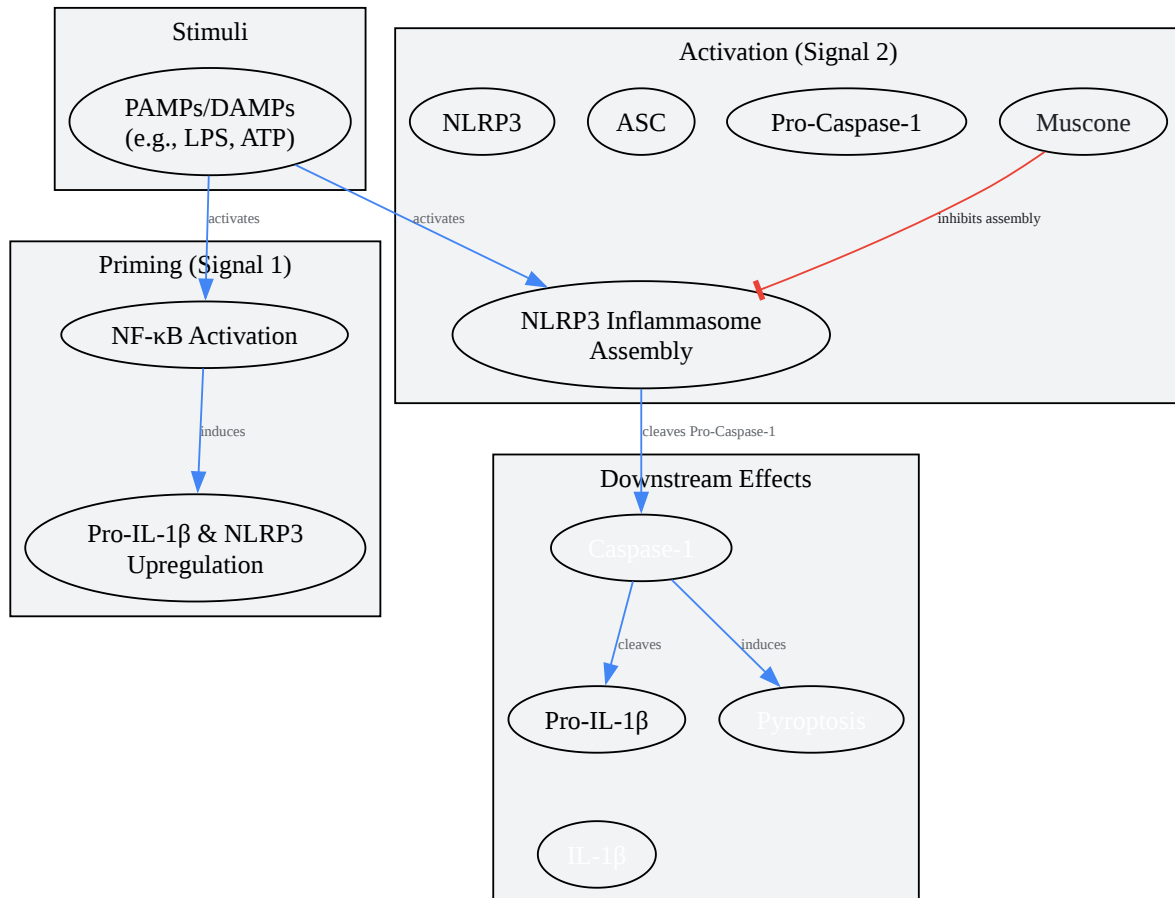 Stimuli
PAMPs/DAMPs
(e.g., LPS, ATP)
Activation (Signal 2)
NLRP3
ASC
Pro-Caspase-1
Muscone
activates
activates
inhibits assembly
Priming (Signal 1)
NF-κB Activation
NLRP3 Inflammasome
Assembly
induces
cleaves Pro-Caspase-1
Pro-IL-1β & NLRP3
Upregulation
Downstream Effects
Caspase-1
cleaves
induces
Pro-IL-1β
Pyroptosis
IL-1β